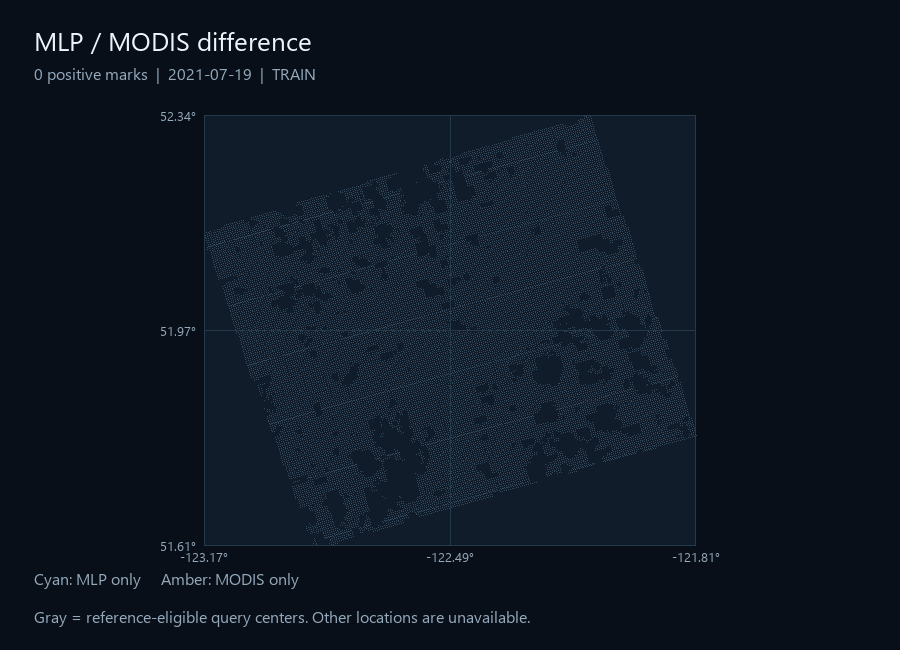 MLP / MODIS difference
0 positive marks | 2021-07-19 | TRAIN
52.34°
51.97°
51.61°
-123.17° -122.49° -121.81°
Cyan: MLP only Amber: MODIS only
Gray = reference-eligible query centers. Other locations are unavailable.